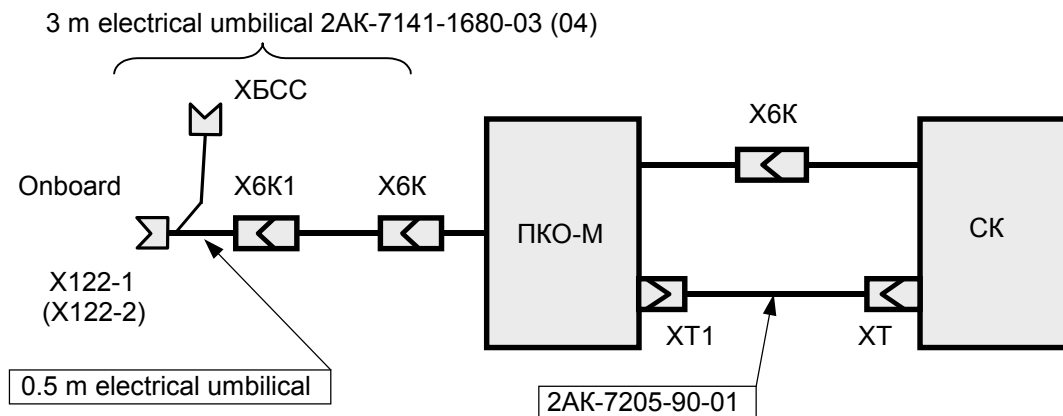 3 m electrical umbilical 2АК-7141-1680-03 (04)
ХБСС
Х6К
Onboard
Х6К1
Х6К
ПКО-М
СК
Х122-1
(Х122-2)
ХТ1
ХТ
0.5 m electrical umbilical
2АК-7205-90-01